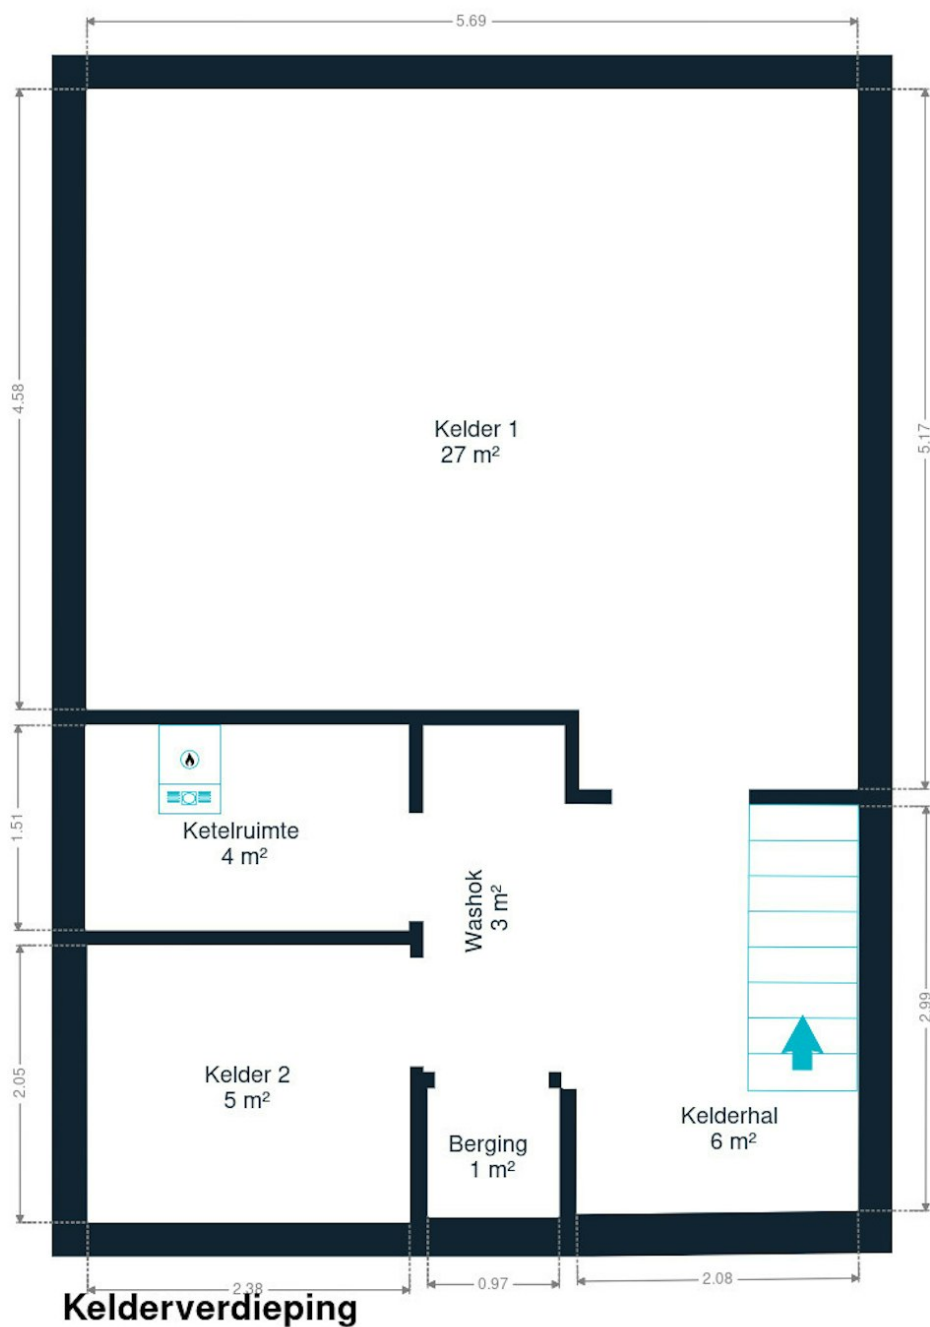 5.69
4.58
5.17
Kelder 1
27 m²
1.51
Ketelruimte
4 m²
Washok
3 m²
2.99
2.05
Kelder 2
5 m²
Kelderhal
6 m²
Berging
1 m²
2.38
0.97
2.08
Kelderverdieping